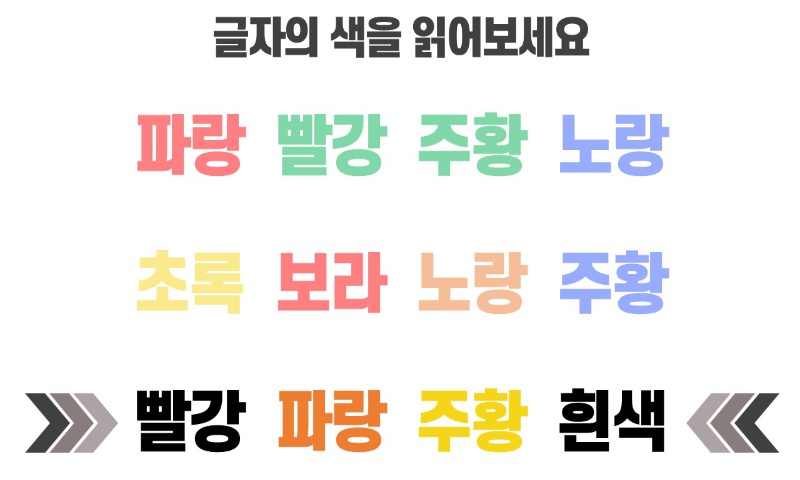 글자의 색을 읽어보세요
파랑 빨강 주황 노랑
초록 보라 노랑 주황
빨강 파랑 주황 흰색